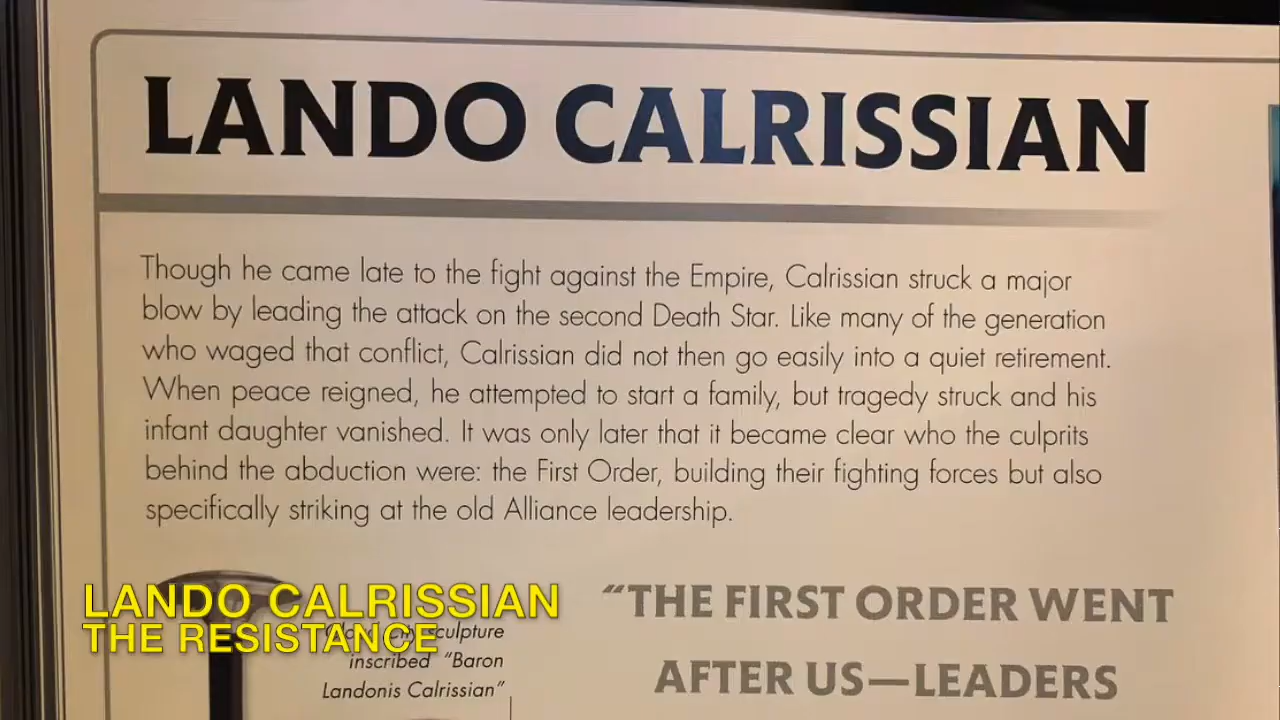 LANDO CALRISSIAN
Though he came late to the fight against the Empire, Calrissian struck a major
blow by leading the attack on the second Death Star. Like many of the generation
who waged that conflict, Calrissian did not then go easily into a quiet retirement.
When peace reigned, he attempted to start a family, but tragedy struck and his
infant daughter vanished. It was only later that it became clear who the culprits
behind the abduction were: the First Order, building their fighting forces but also
specifically striking at the old Alliance leadership.
LANDO CALRISSIAN
THE RESISTANCE
inscribed "Baron
Landonis Calrissian"
"THE FIRST ORDER WENT
AFTER US—LEADERS